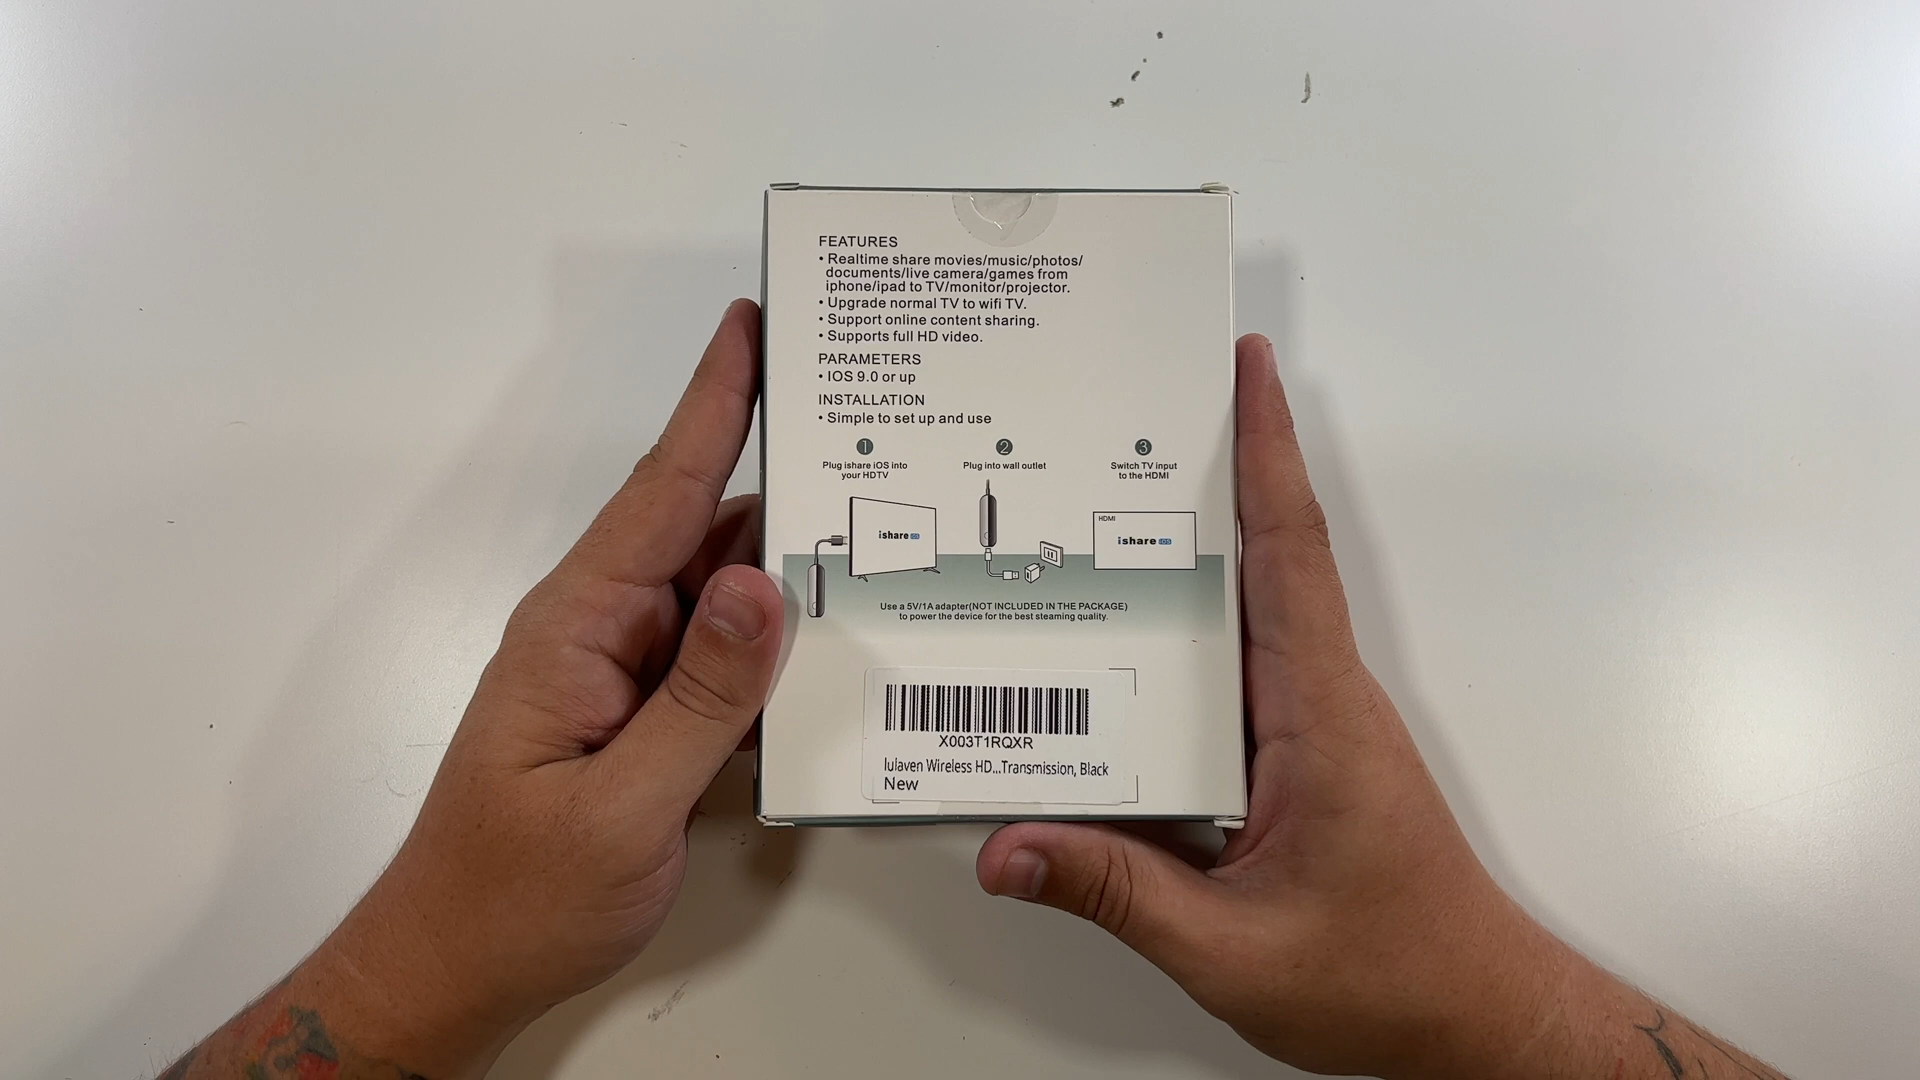 FEATURES
• Realtime share movies/music/photos/
documents/live camera/games from
iphone/ipad to TV/monitor/projector.
• Upgrade normal TV to wifi TV.
• Support online content sharing.
• Supports full HD video.
PARAMETERS
• IOS 9.0 or up
INSTALLATION
• Simple to set up and use
1
Plug ishare iOS into
your HDTV
2
Plug into wall outlet
3
Switch TV input
to the HDMI
ishare iOS
HDMI
ishare iOS
Use a 5V/1A adapter(NOT INCLUDED IN THE PACKAGE)
to power the device for the best steaming quality.
X003T1RQXR
lulaven Wireless HD...Transmission, Black
New